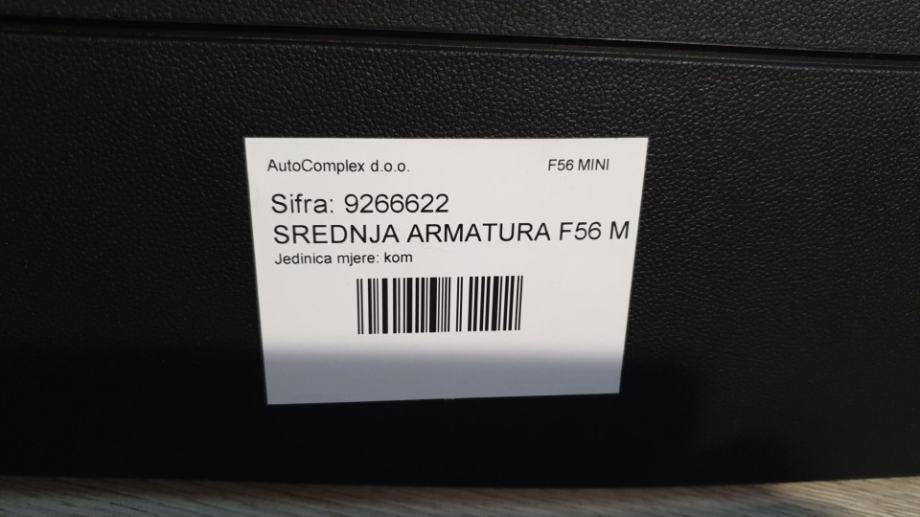 AutoComplex d.o.o. F56 MINI
Sifra: 9266622
SREDNJA ARMATURA F56 M
Jedinica mjere: kom